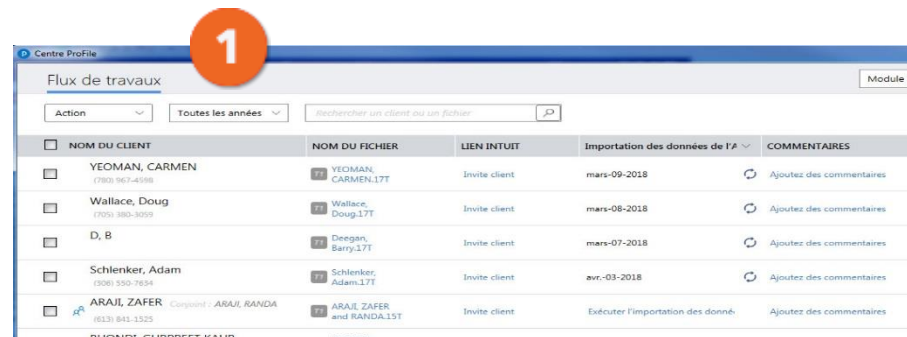 1
Centre ProFile
Flux de travaux
Module
Action
Toutes les années
Rechercher un client ou un fichier
NOM DU CLIENT NOM DU FICHIER LIEN INTUIT Importation des données de l'A COMMENTAIRES
YEOMAN, CARMEN
(780) 967-4598
YEOMAN,
CARMEN.17T
Invite client
mars-09-2018
Ajoutez des commentaires
Wallace, Doug
(705) 380-3059
Wallace,
Doug.17T
Invite client
mars-08-2018
Ajoutez des commentaires
D, B
Deegan,
Barry.17T
Invite client
mars-07-2018
Ajoutez des commentaires
Schlenker, Adam
(306) 550-7634
Schlenker,
Adam.17T
Invite client
avr.-03-2018
Ajoutez des commentaires
ARAJI, ZAFER Conjoint : ARAJI, RANDA
(613) 841-1525
ARAJI, ZAFER
and RANDA.15T
Invite client
Exécuter l'importation des donné
Ajoutez des commentaires